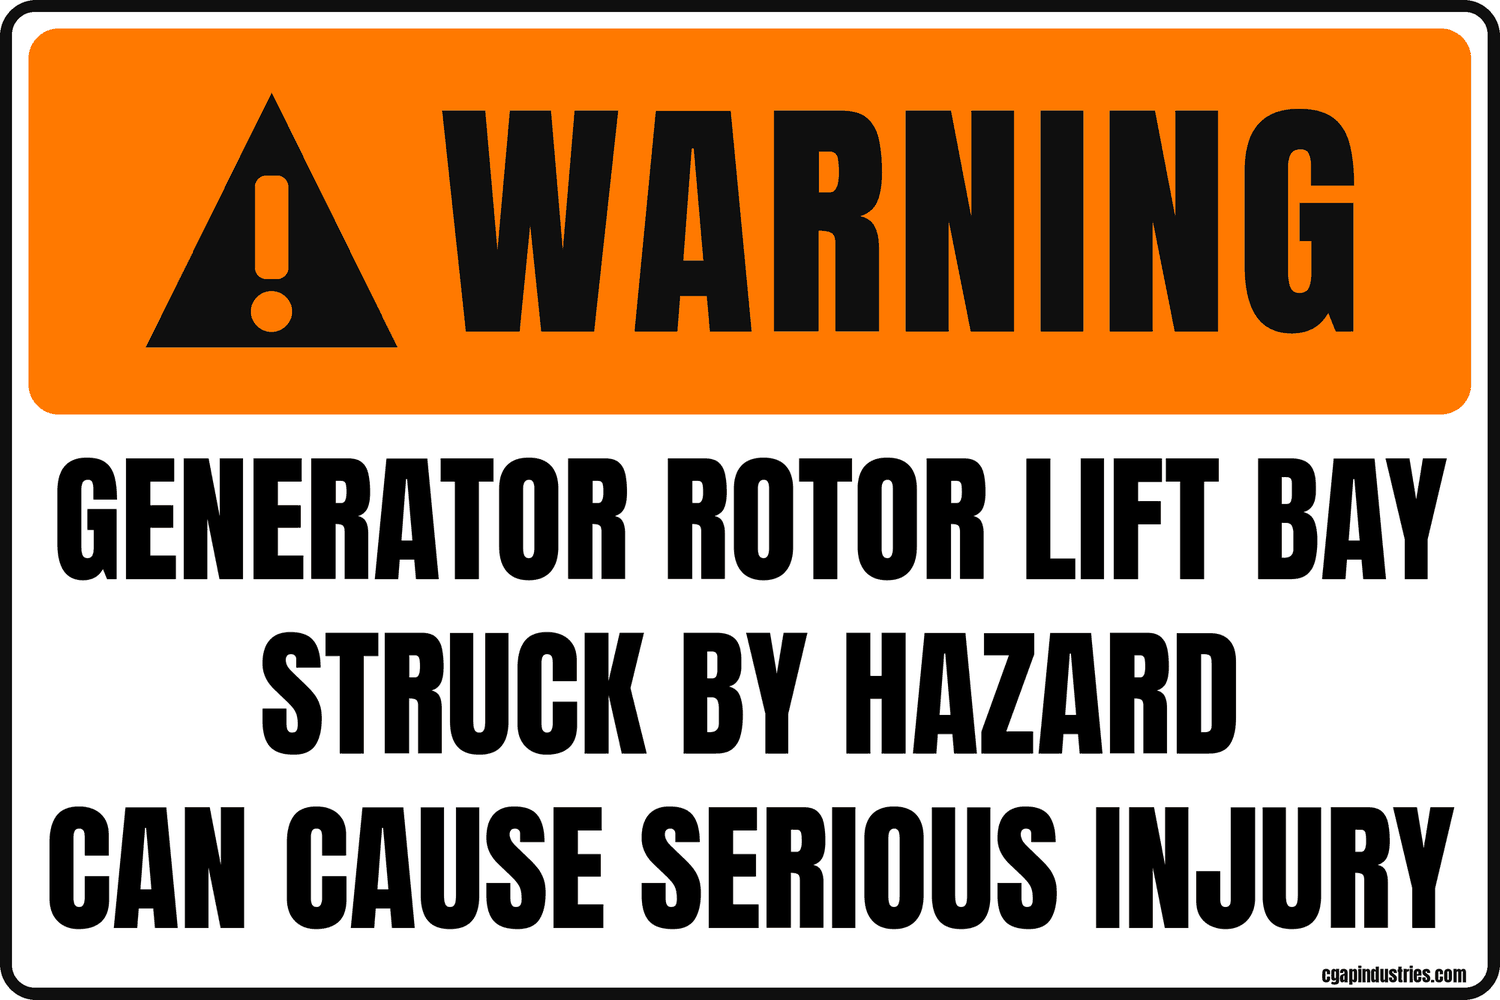 WARNING
GENERATOR ROTOR LIFT BAY
STRUCK BY HAZARD
CAN CAUSE SERIOUS INJURY
cgapindustries.com